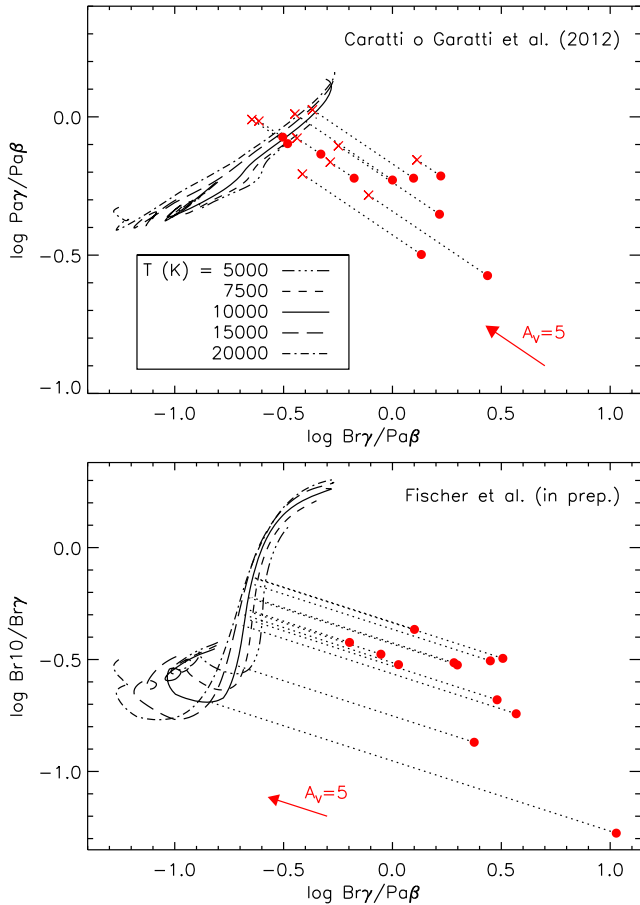 Caratti o Garatti et al. (2012)
0.0
−0.5
−1.0
log Paγ/Paβ
T (K) = 5000
7500
10000
15000
20000
A_V=5
−1.0 −0.5 0.0 0.5 1.0
log Brγ/Paβ
Fischer et al. (in prep.)
0.0
−0.5
−1.0
log Br10/Brγ
A_V=5
−1.0 −0.5 0.0 0.5 1.0
log Brγ/Paβ